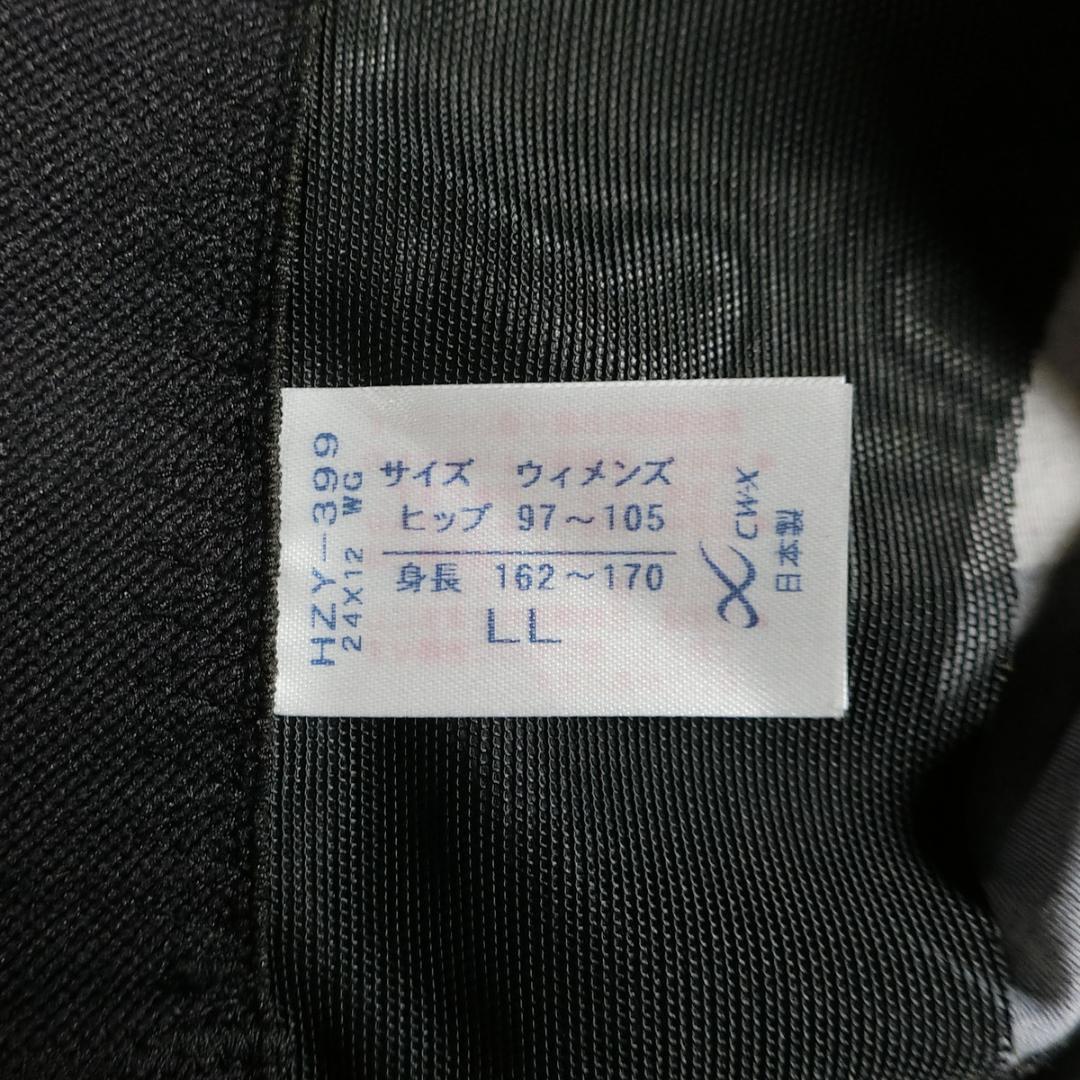 HZY-399
24X12 WG
サイズ ウィメンズ
ヒップ 97～105
身長 162～170
LL
CW-X
日本製